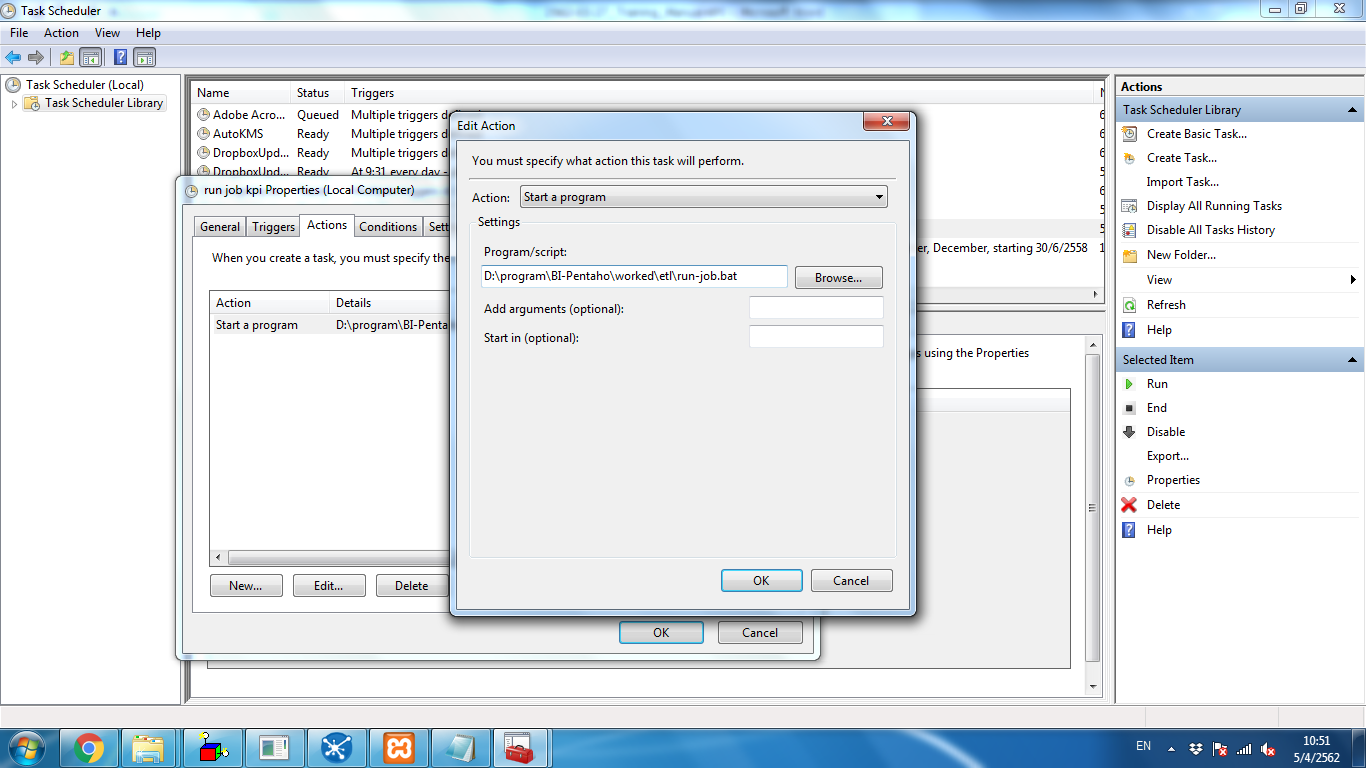 Task Scheduler
File Action View Help
Task Scheduler (Local)
Task Scheduler Library
Name Status Triggers
Adobe Acro... Queued Multiple triggers d
AutoKMS Ready Multiple triggers d
DropboxUpd... Ready Multiple triggers d
DropboxUpd... Ready At 9:31 every day -
er, December, starting 30/6/2558
s using the Properties
run job kpi Properties (Local Computer)
General Triggers Actions Conditions Sett
When you create a task, you must specify the
Action Details
Start a program D:\program\BI-Penta
New... Edit... Delete
OK Cancel
Edit Action
You must specify what action this task will perform.
Action: Start a program
Settings
Program/script:
D:\program\BI-Pentaho\worked\etl\run-job.bat Browse...
Add arguments (optional):
Start in (optional):
OK Cancel
Actions
Task Scheduler Library
Create Basic Task...
Create Task...
Import Task...
Display All Running Tasks
Disable All Tasks History
New Folder...
View
Refresh
Help
Selected Item
Run
End
Disable
Export...
Properties
Delete
Help
EN
10:51
5/4/2562